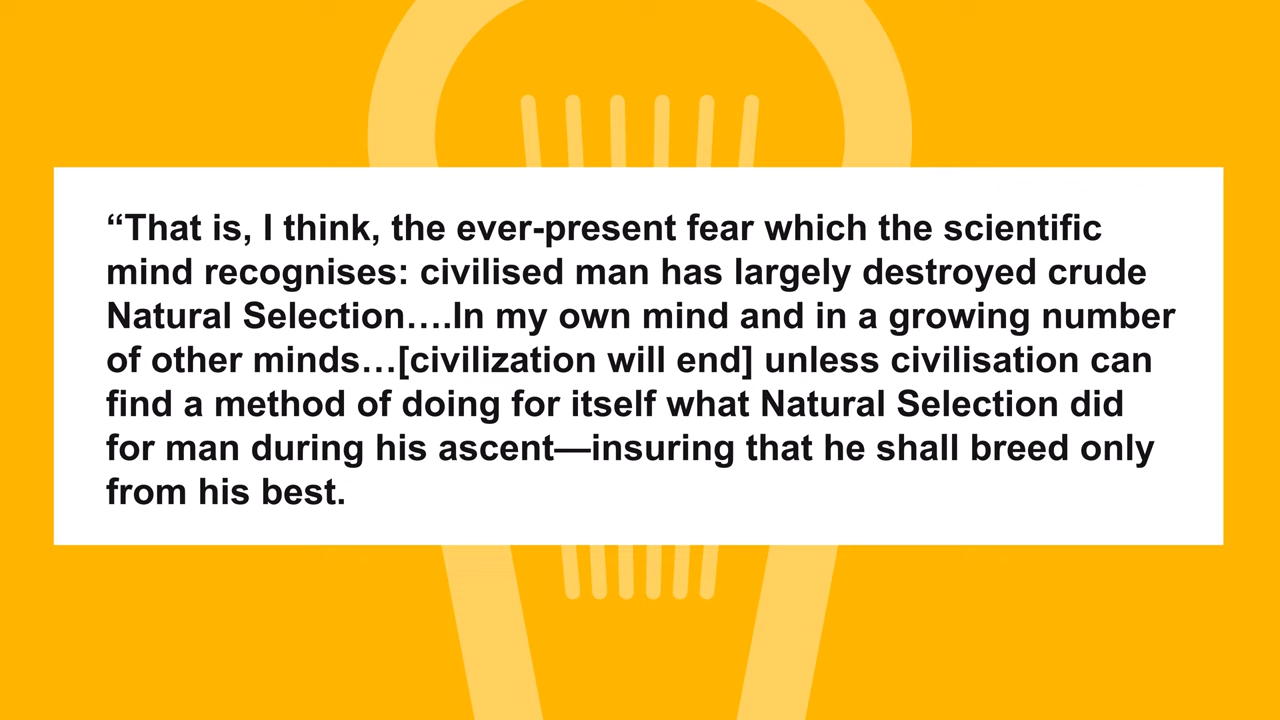 “That is, I think, the ever-present fear which the scientific
mind recognises: civilised man has largely destroyed crude
Natural Selection….In my own mind and in a growing number
of other minds…[civilization will end] unless civilisation can
find a method of doing for itself what Natural Selection did
for man during his ascent—insuring that he shall breed only
from his best.